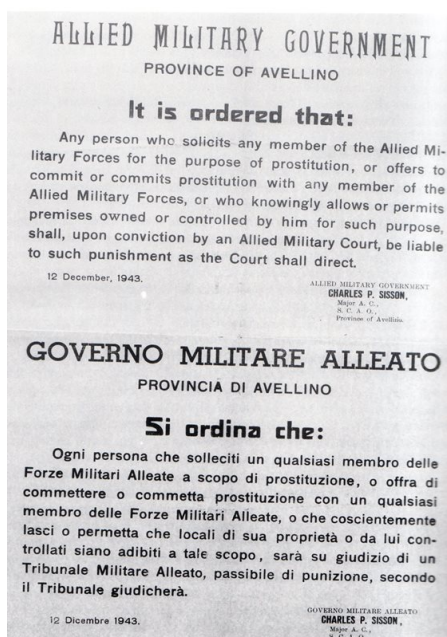 ALLIED MILITARY GOVERNMENT
PROVINCE OF AVELLINO
It is ordered that:
Any person who solicits any member of the Allied Mi-
litary Forces for the purpose of prostitution, or offers to
commit or commits prostitution with any member of the
Allied Military Forces, or who knowingly allows or permits
premises owned or controlled by him for such purpose,
shall, upon conviction by an Allied Military Court, be liable
to such punishment as the Court shall direct.
12 December, 1943.
ALLIED MILITARY GOVERNMENT
CHARLES P. SISSON,
Major A. C.,
S. C. A. O.,
Province of Avellino
GOVERNO MILITARE ALLEATO
PROVINCIA DI AVELLINO
Si ordina che:
Ogni persona che solleciti un qualsiasi membro delle
Forze Militari Alleate a scopo di prostituzione, o offra di
commettere o commetta prostituzione con un qualsiasi
membro delle Forze Militari Alleate, o che coscientemente
lasci o permetta che locali di sua proprietà o da lui con-
trollati siano adibiti a tale scopo, sarà su giudizio di un
Tribunale Militare Alleato, passibile di punizione, secondo
il Tribunale giudicherà.
12 Dicembre 1943.
GOVERNO MILITARE ALLEATO
CHARLES P. SISSON,
Major A. C.,